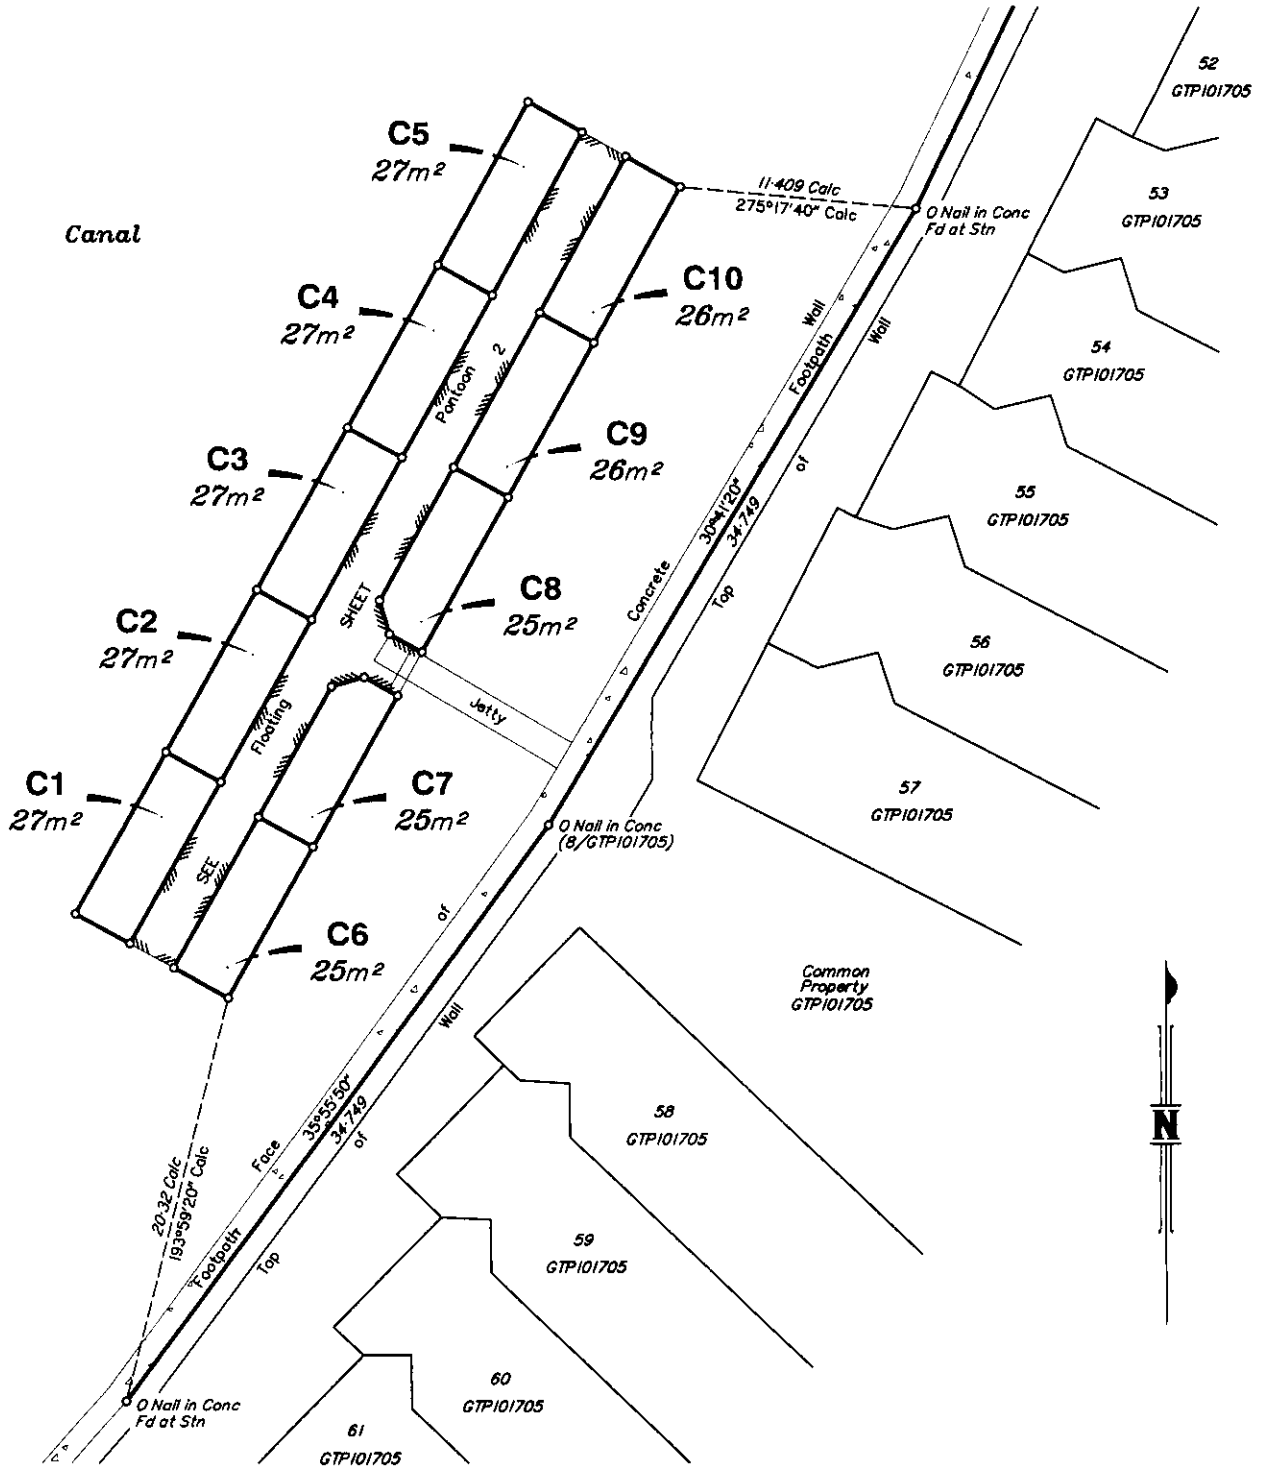 52
GTP101705
C5
27m²
11·409 Calc
275°17'40" Calc
53
GTP101705
O Nail in Conc
Fd at Stn
Canal
C4
27m²
C10
26m²
Wall
Footpath
Wall
54
GTP101705
Pontoon 2
C3
27m²
C9
26m²
of
55
GTP101705
30°41'20"
34·749
SHEET
Concrete
Top
C8
25m²
C2
27m²
56
GTP101705
Jetty
Floating
C1
27m²
C7
25m²
57
GTP101705
O Nail in Conc
(8/GTP101705)
SEE
of
C6
25m²
Common
Property
GTP101705
Wall
35°55'50"
34·749
of
58
GTP101705
Face
20·32 Calc
193°59'20" Calc
Footpath
Top
59
GTP101705
N
60
GTP101705
O Nail in Conc
Fd at Stn
61
GTP101705